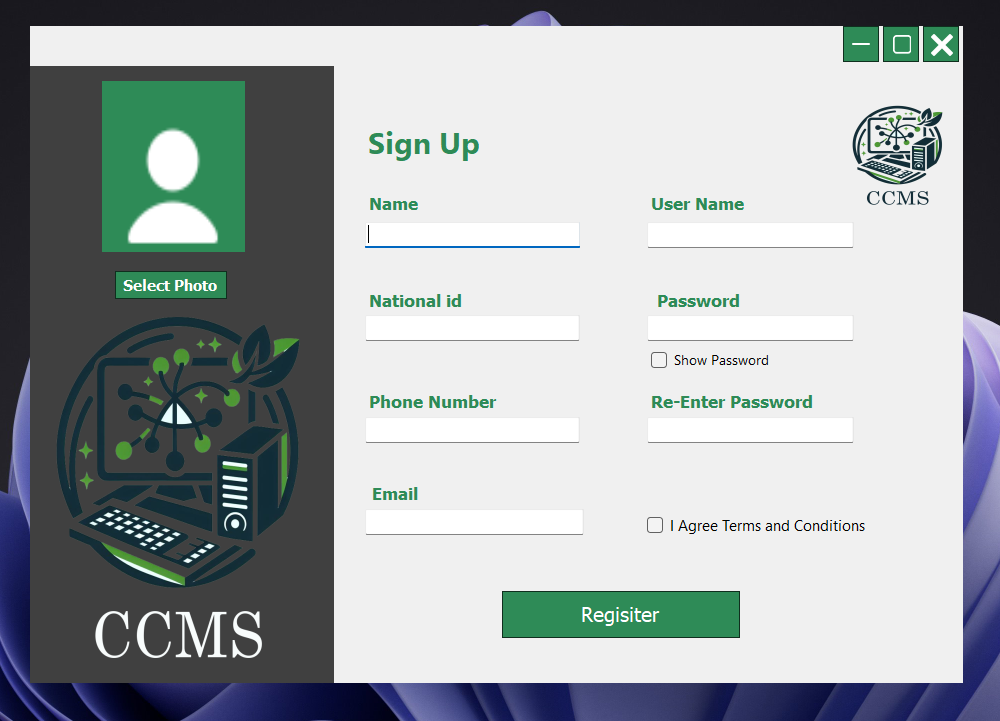 Select Photo
CCMS
Sign Up
CCMS
Name
User Name
National id
Password
Show Password
Phone Number
Re-Enter Password
Email
I Agree Terms and Conditions
Regisiter